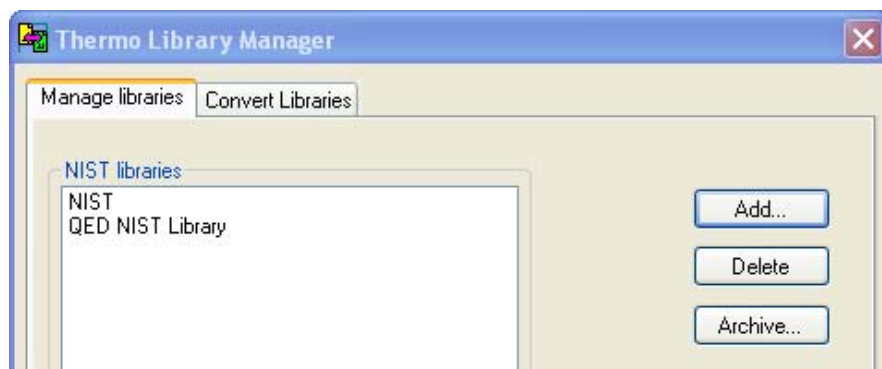 Thermo Library Manager
Manage libraries
Convert Libraries
NIST libraries
NIST
QED NIST Library
Add...
Delete
Archive...